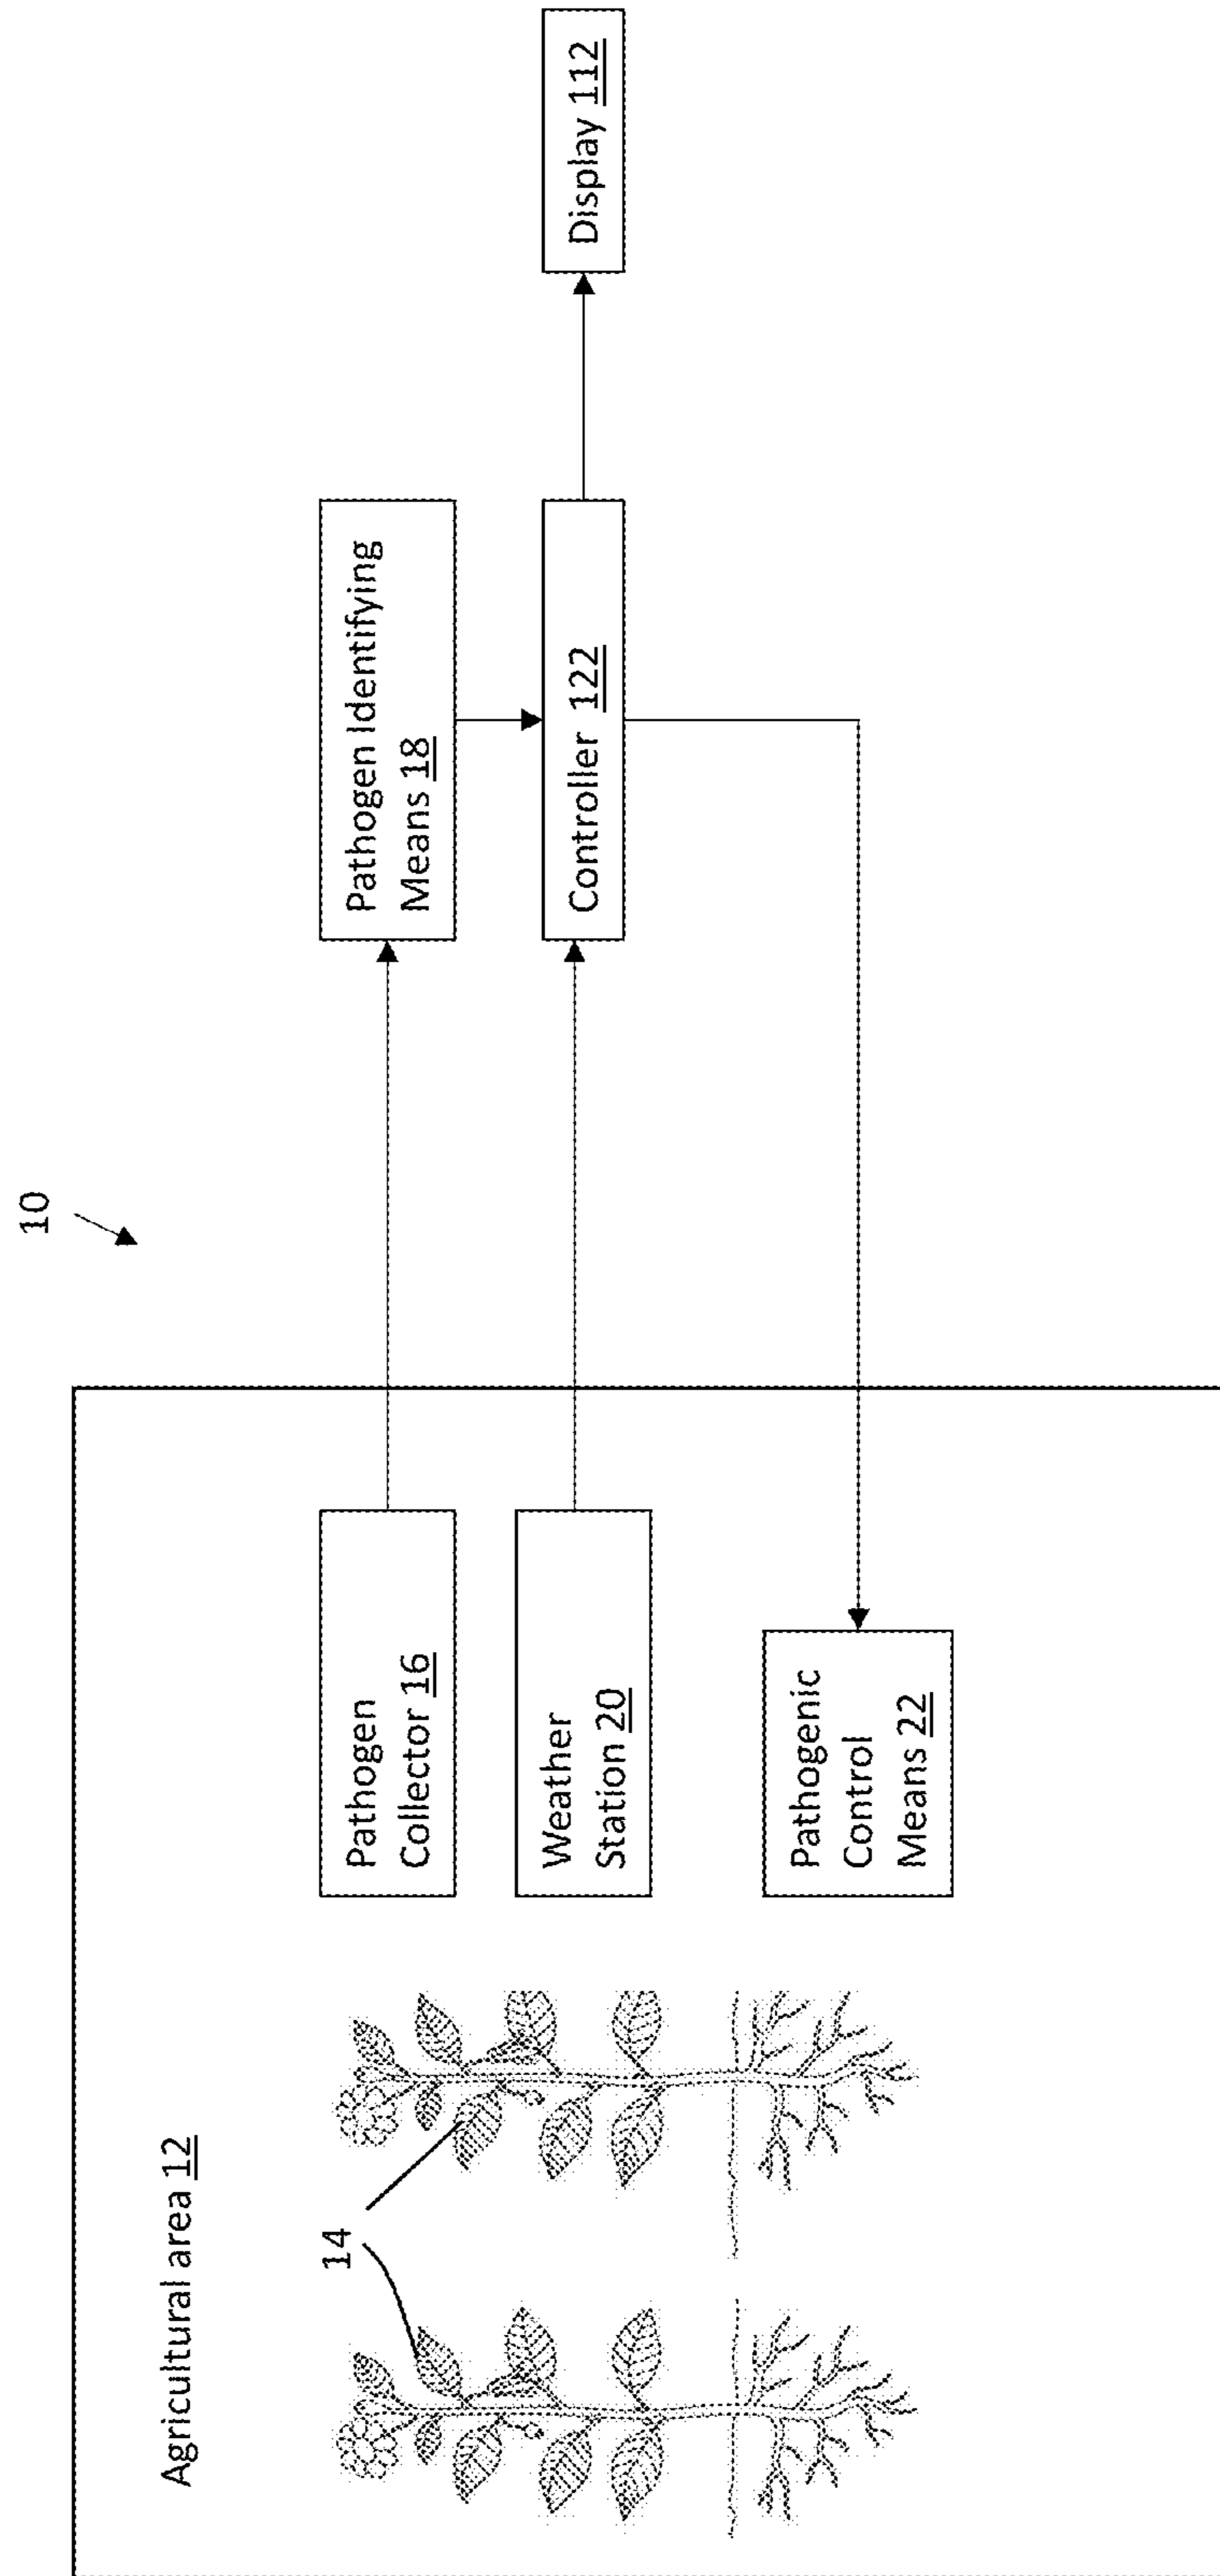 10
Agricultural area 12
14
Pathogen
Collector 16
Weather
Station 20
Pathogenic
Control
Means 22
Pathogen Identifying
Means 18
Controller 122
Display 112